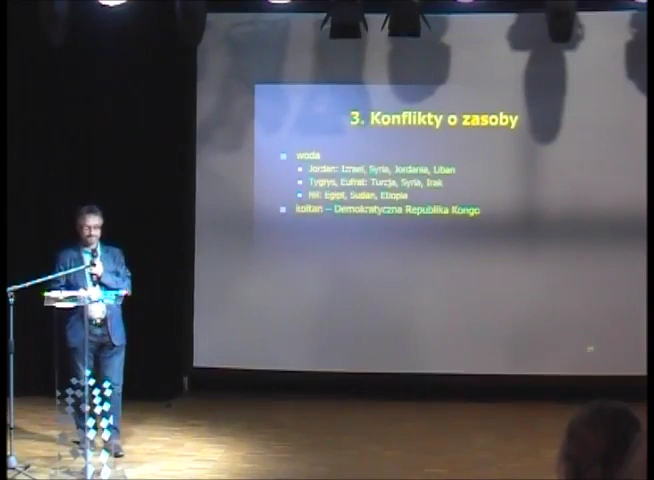 3. Konflikty o zasoby
woda
Jordan: Izrael, Syria, Jordania, Liban
Tygrys, Eufrat: Turcja, Syria, Irak
Nil: Egipt, Sudan, Etiopia
koltan – Demokratyczna Republika Kongo